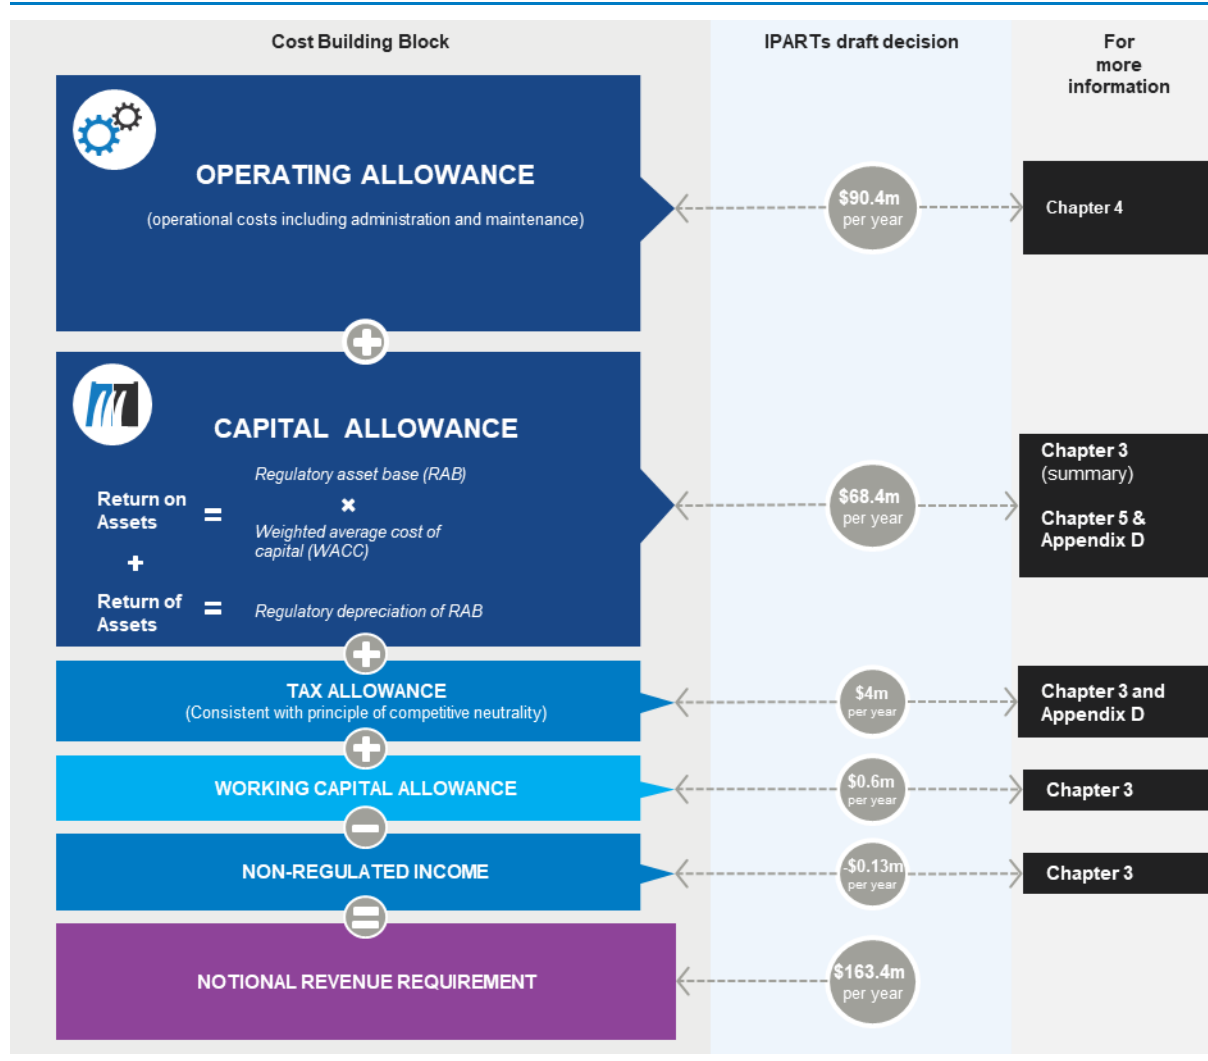 Cost Building Block
IPARTs draft decision
For
more
information
OPERATING ALLOWANCE
(operational costs including administration and maintenance)
$90.4m
per year
Chapter 4
CAPITAL ALLOWANCE
Return on
Assets
=
Regulatory asset base (RAB)
×
Weighted average cost of
capital (WACC)
+
Return of
Assets
=
Regulatory depreciation of RAB
$68.4m
per year
Chapter 3
(summary)
Chapter 5 &
Appendix D
+
TAX ALLOWANCE
(Consistent with principle of competitive neutrality)
$4m
per year
Chapter 3 and
Appendix D
+
WORKING CAPITAL ALLOWANCE
$0.6m
per year
Chapter 3
−
NON-REGULATED INCOME
-$0.13m
per year
Chapter 3
=
NOTIONAL REVENUE REQUIREMENT
$163.4m
per year